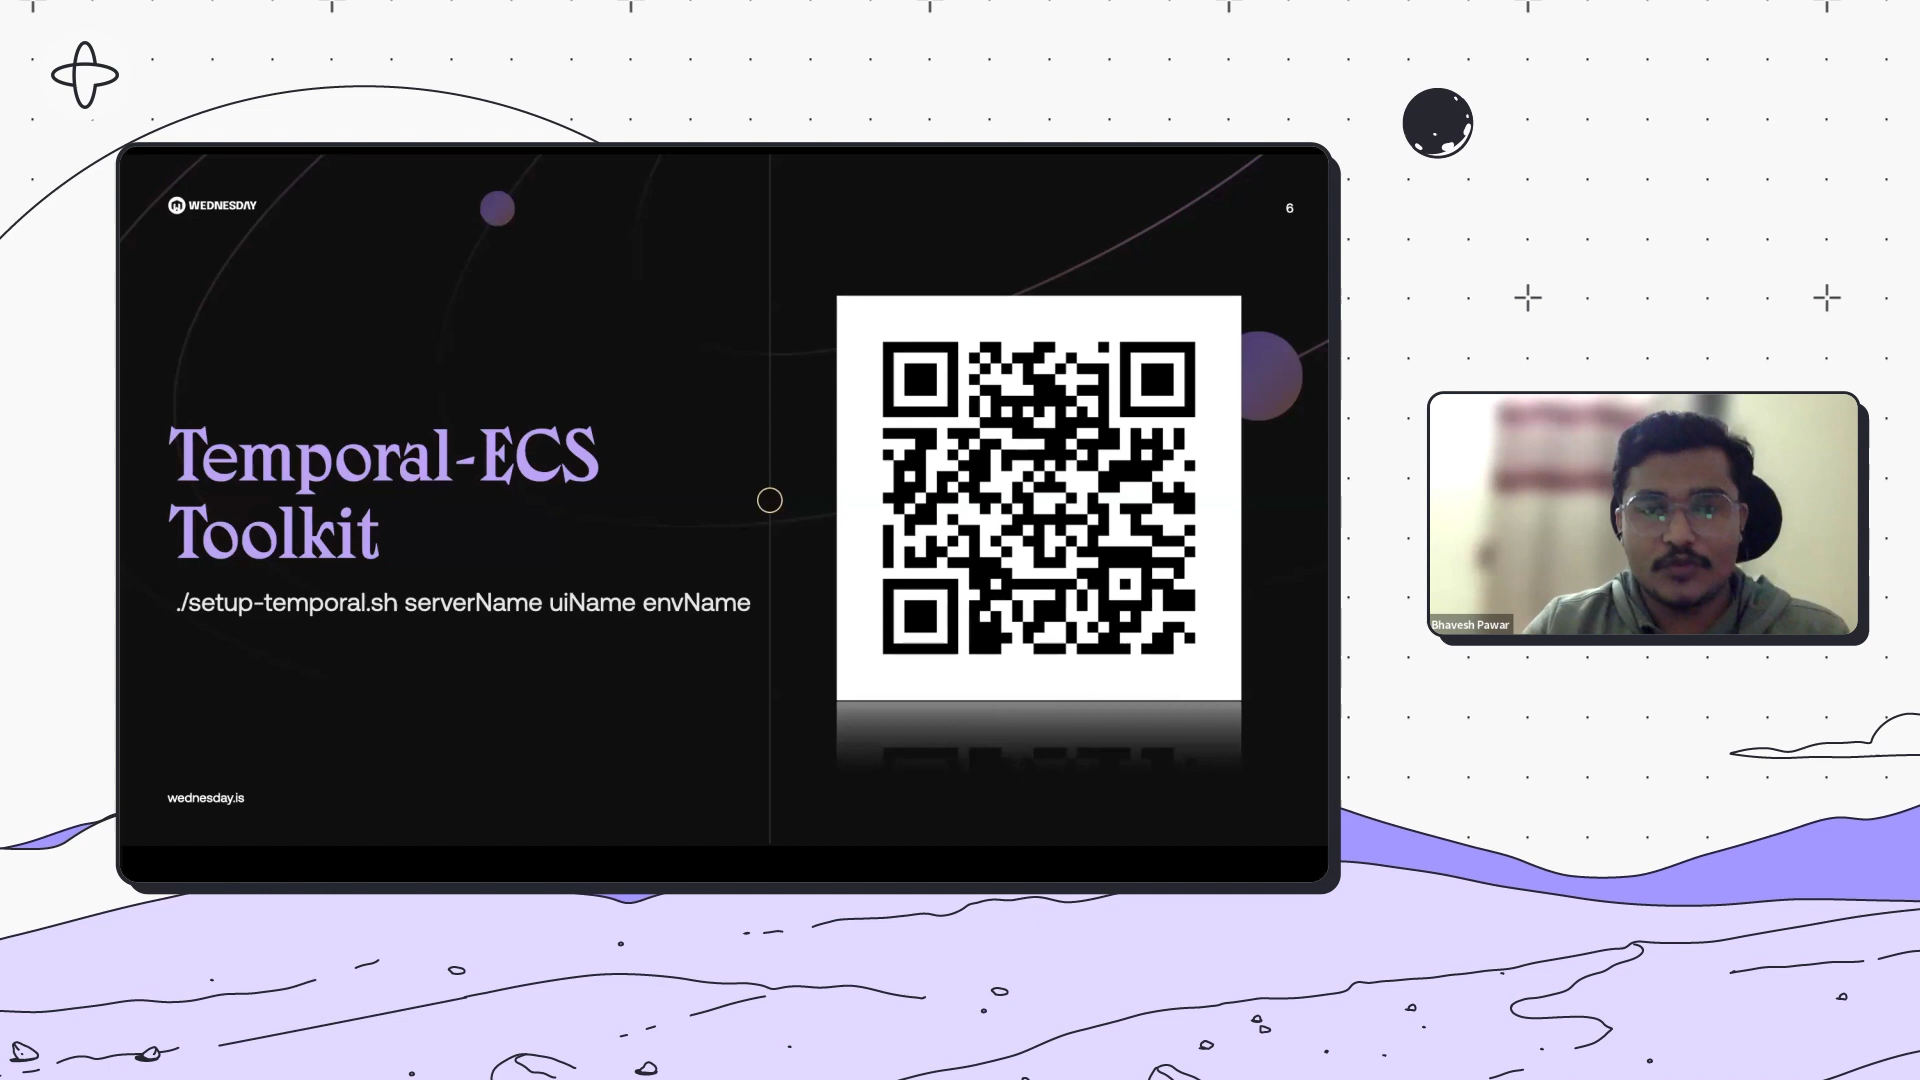 WEDNESDAY
6
Temporal-ECS
Toolkit
./setup-temporal.sh serverName uiName envName
wednesday.is
Bhavesh Pawar